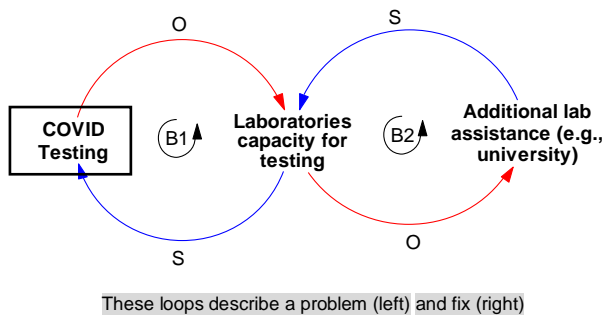 O
S
COVID
Testing
B1
Laboratories
capacity for
testing
B2
Additional lab
assistance (e.g.,
university)
S
O
These loops describe a problem (left) and fix (right)